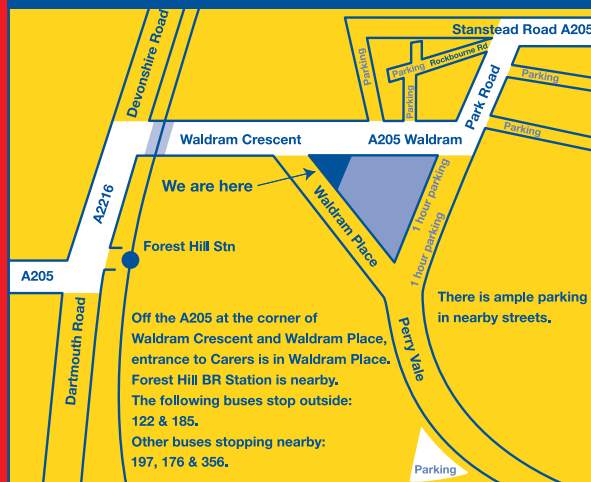 Stanstead Road A205
Devonshire Road
Parking
Parking
Rockbourne Rd
Parking
Park Road
Parking
Parking
Waldram Crescent
A205 Waldram
We are here
A2216
Waldram Place
1 hour parking
1 hour parking
Forest Hill Stn
A205
Dartmouth Road
There is ample parking
in nearby streets.
Perry Vale
Off the A205 at the corner of
Waldram Crescent and Waldram Place,
entrance to Carers is in Waldram Place.
Forest Hill BR Station is nearby.
The following buses stop outside:
122 & 185.
Other buses stopping nearby:
197, 176 & 356.
Parking